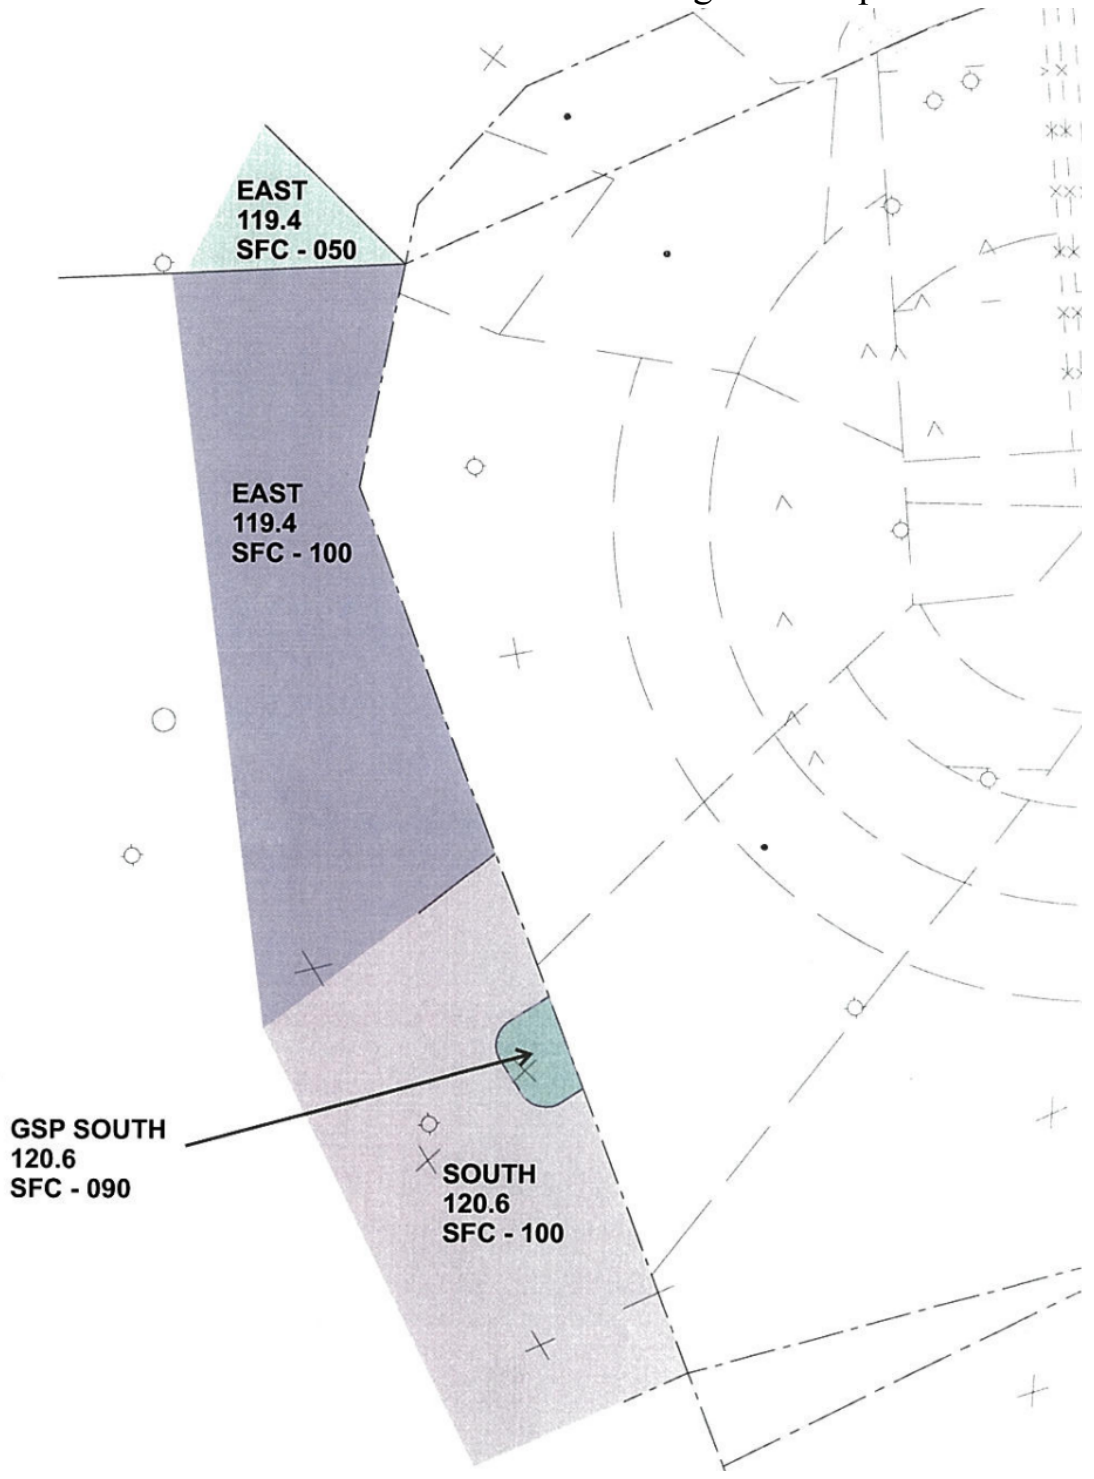 EAST
119.4
SFC - 050
EAST
119.4
SFC - 100
GSP SOUTH
120.6
SFC - 090
SOUTH
120.6
SFC - 100